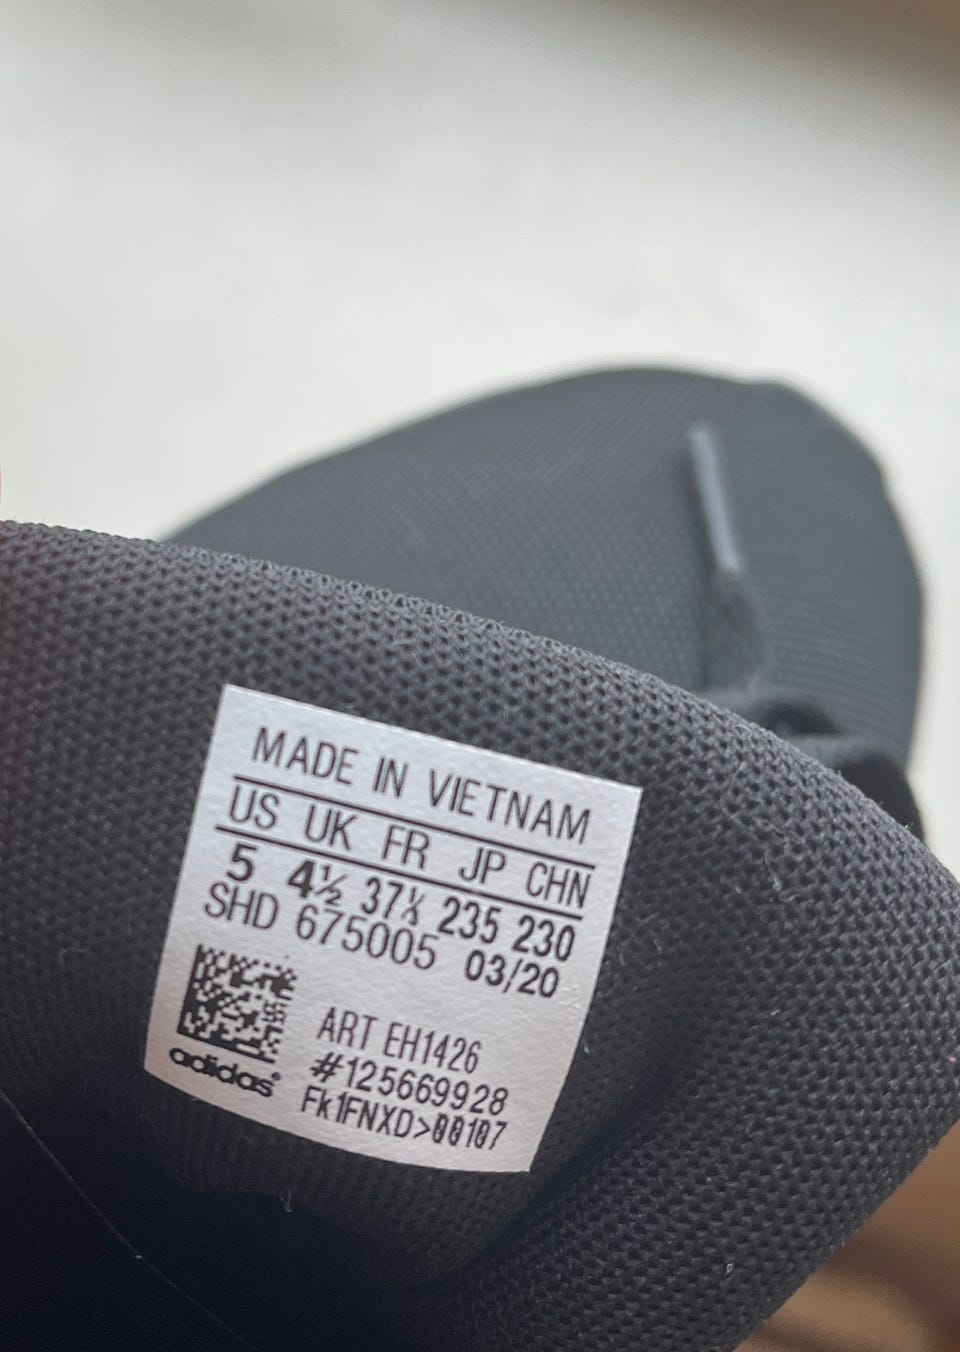 MADE IN VIETNAM
US UK FR JP CHN
5 4½ 37⅓ 235 230
SHD 675005 03/20
ART EH1426
#125669928
adidas®
Fk1FNXD>00107